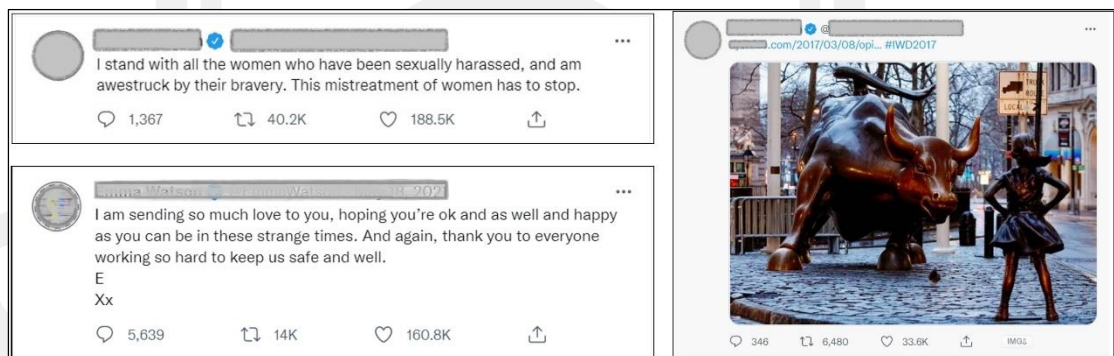 I stand with all the women who have been sexually harassed, and am
awestruck by their bravery. This mistreatment of women has to stop.
1,367 40.2K 188.5K
Emma Watson
I am sending so much love to you, hoping you’re ok and as well and happy
as you can be in these strange times. And again, thank you to everyone
working so hard to keep us safe and well.
E
Xx
5,639 14K 160.8K
@
.com/2017/03/08/opi... #IWD2017
LOCAL
346 6,480 33.6K